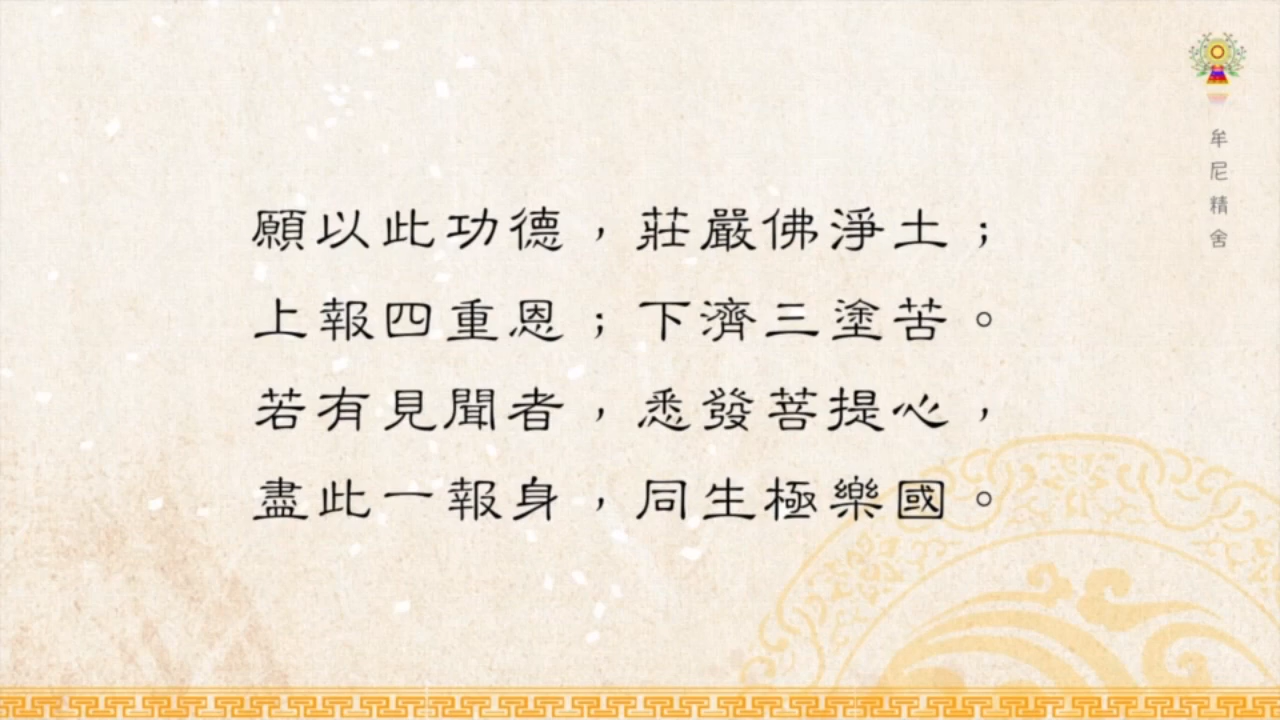 願以此功德，莊嚴佛淨土；
上報四重恩；下濟三塗苦。
若有見聞者，悉發菩提心，
盡此一報身，同生極樂國。
牟尼精舍